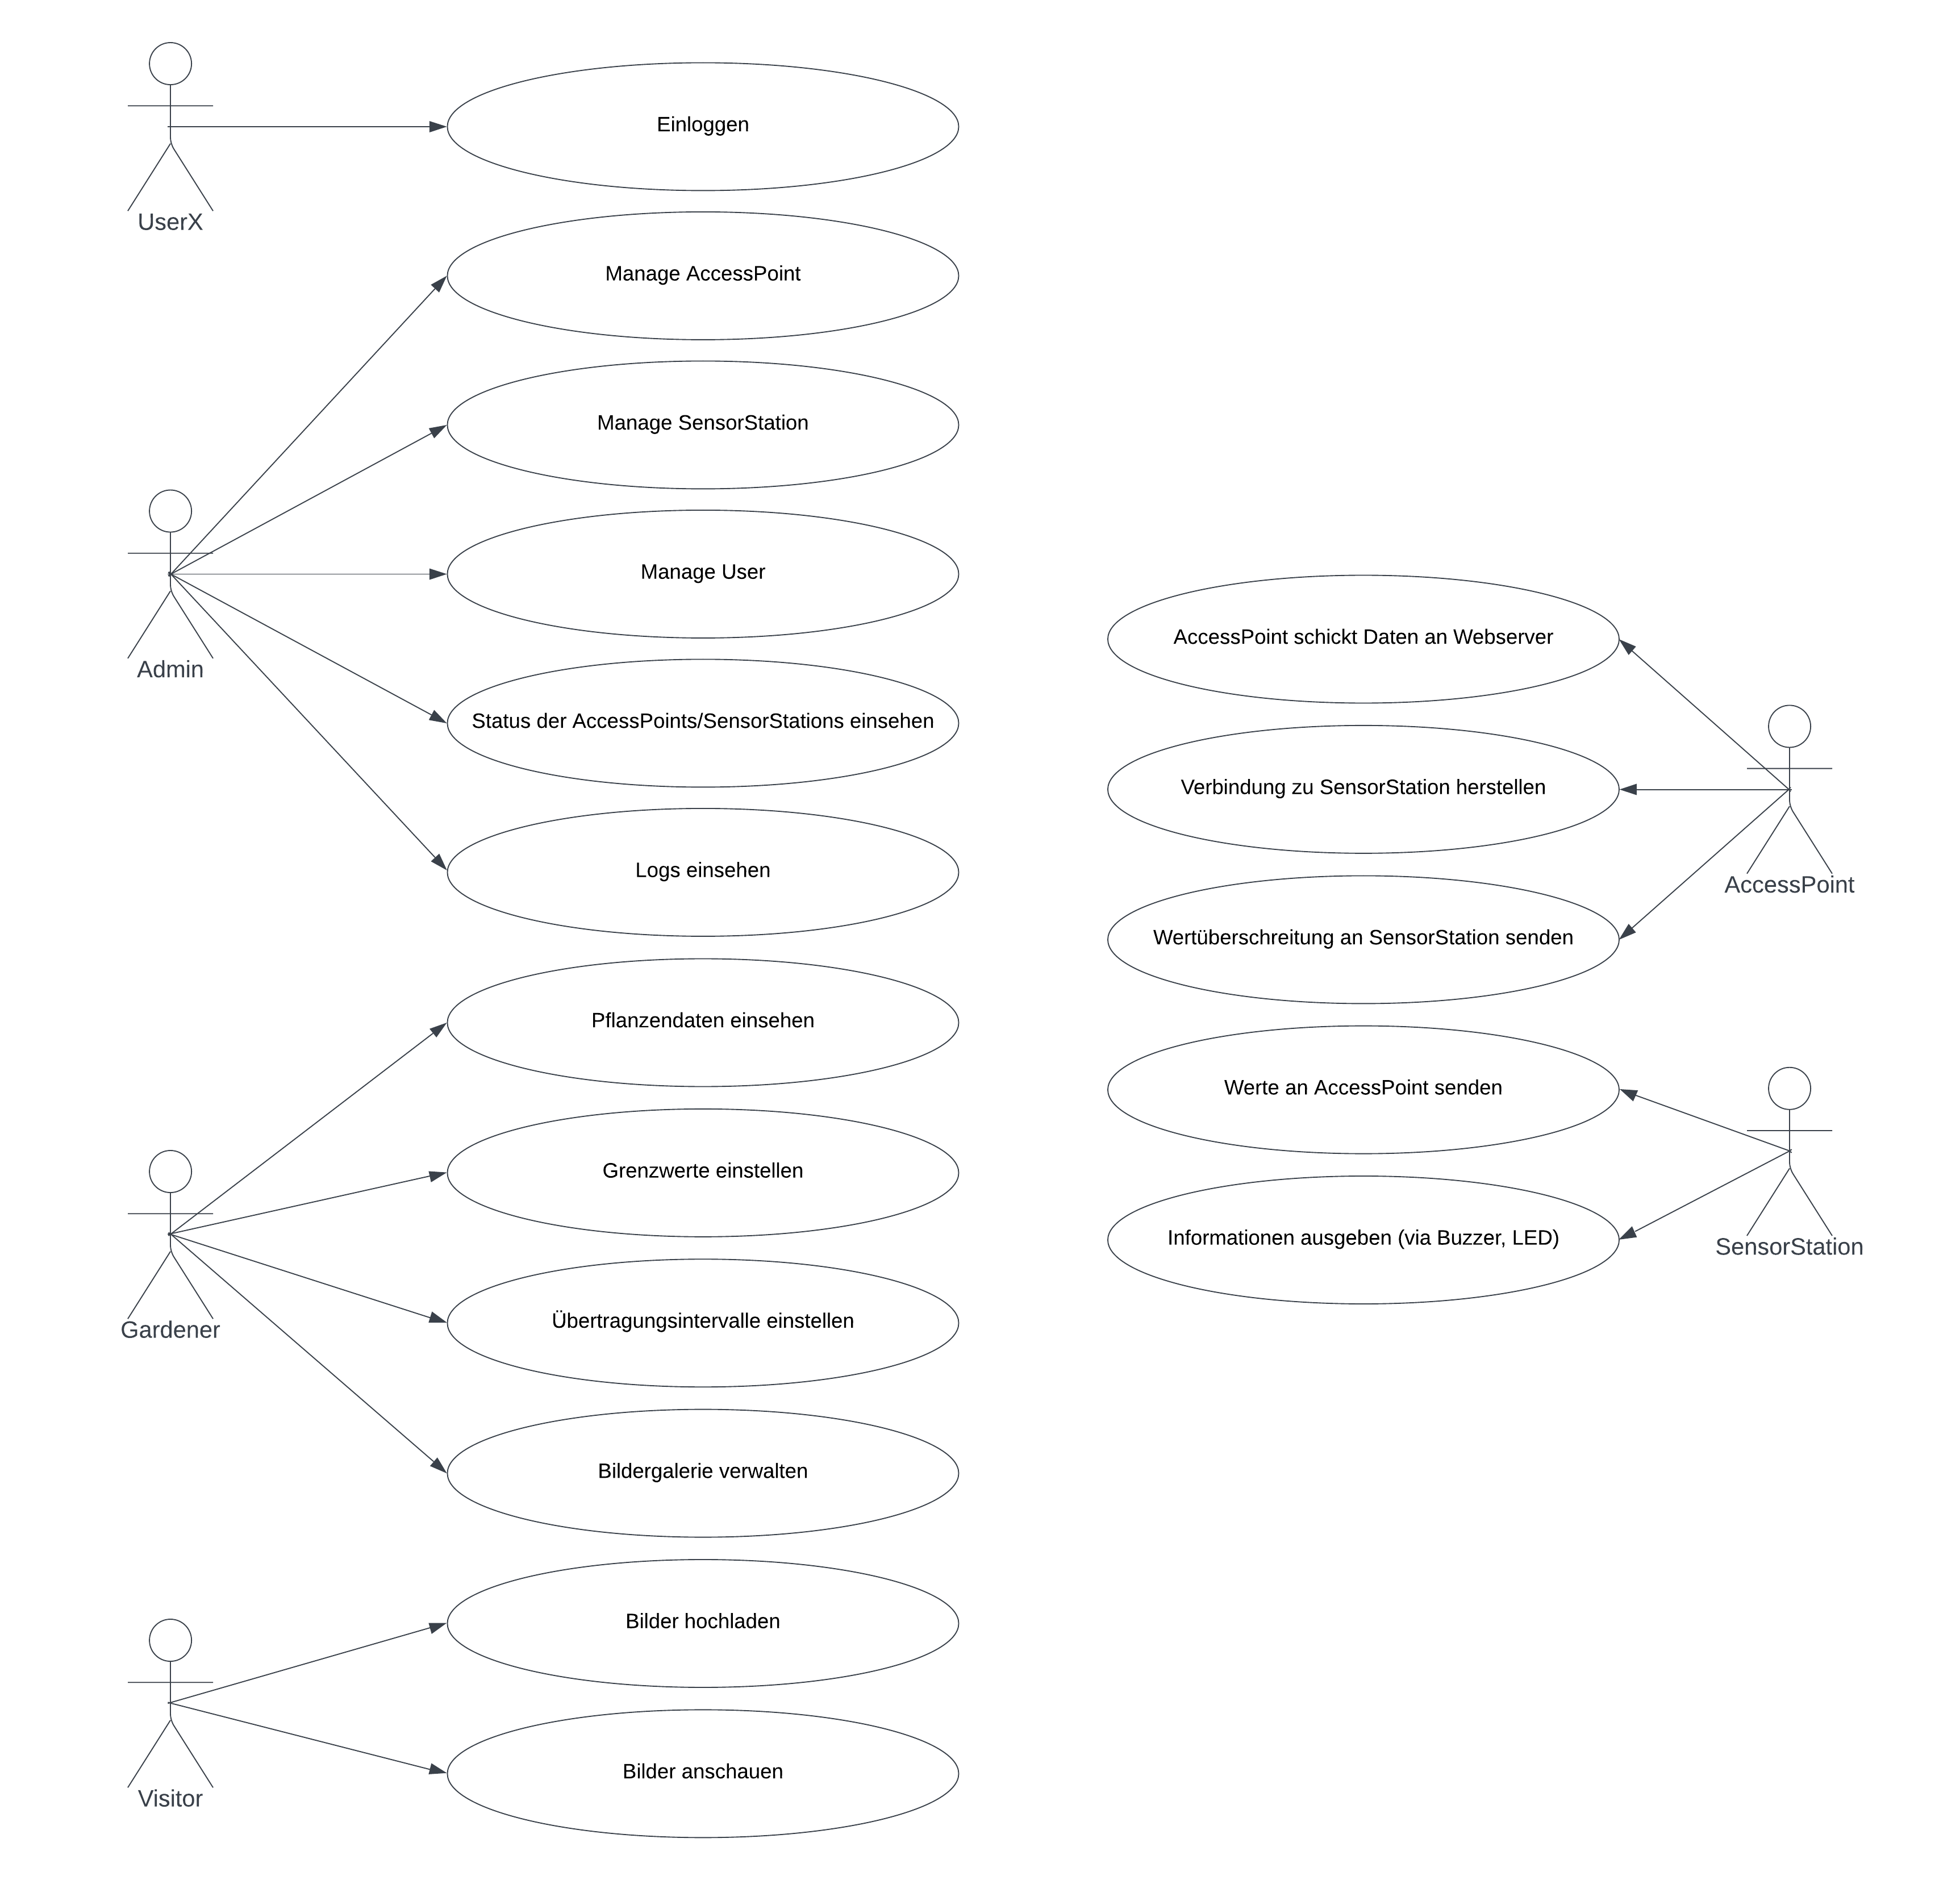 Einloggen
UserX
Manage AccessPoint
Manage SensorStation
Manage User
Admin
Status der AccessPoints/SensorStations einsehen
Logs einsehen
Pflanzendaten einsehen
Grenzwerte einstellen
Übertragungsintervalle einstellen
Gardener
Bildergalerie verwalten
Bilder hochladen
Bilder anschauen
Visitor
AccessPoint schickt Daten an Webserver
Verbindung zu SensorStation herstellen
AccessPoint
Wertüberschreitung an SensorStation senden
Werte an AccessPoint senden
Informationen ausgeben (via Buzzer, LED)
SensorStation